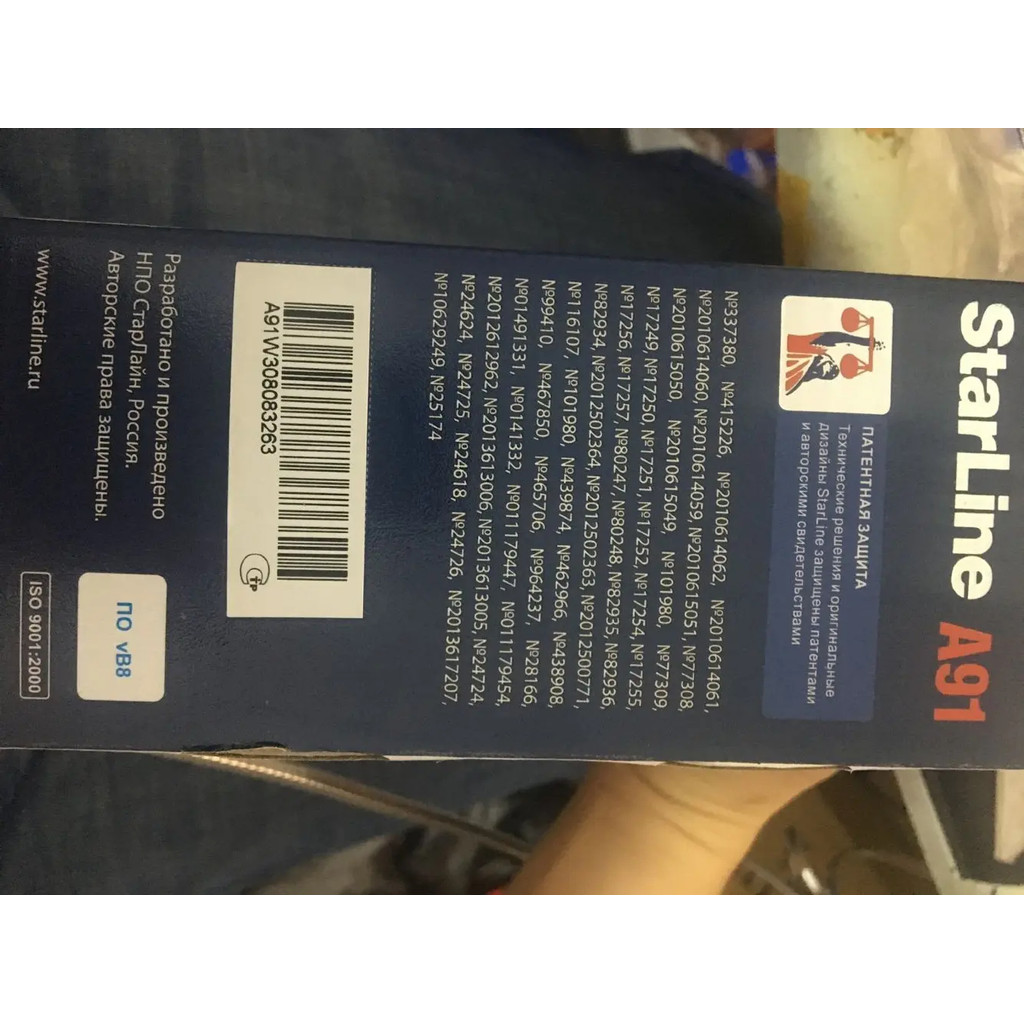 StarLine A91
ПАТЕНТНАЯ ЗАЩИТА
Технические решения и оригинальные
дизайны StarLine защищены патентами
и авторскими свидетельствами
№337380, №415226, №2010614062, №2010614061,
№2010614060, №2010614059, №2010615051, №77308,
№2010615050, №2010615049, №101980, №77309,
№17249, №17250, №17251, №17252, №17254, №17255,
№17256, №17257, №80247, №80248, №82935, №82936,
№82934, №2012502364, №2012502363, №2012500771,
№116107, №101980, №439874, №462966, №438908,
№99410, №467850, №465706, №964237, №28166,
№01491331, №0141332, №011179447, №011179454,
№2012612962, №2013613006, №2013613005, №24724,
№24624, №24725, №24618, №24726, №2013617207,
№10629249, №25174
A91W308083263
Разработано и произведено
НПО СтарЛайн, Россия.
Авторские права защищены.
ПО vB8
www.starline.ru
ISO 9001:2000